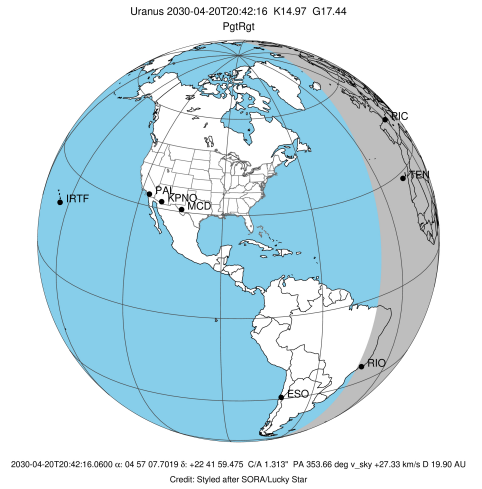 Uranus 2030-04-20T20:42:16 K14.97 G17.44
PgtRgt
RIC
TEN
PAL
KPNO
IRTF
MCD
RIO
ESO
2030-04-20T20:42:16.0600 α: 04 57 07.7019 δ: +22 41 59.475 C/A 1.313" PA 353.66 deg v_sky +27.33 km/s D 19.90 AU
Credit: Styled after SORA/Lucky Star